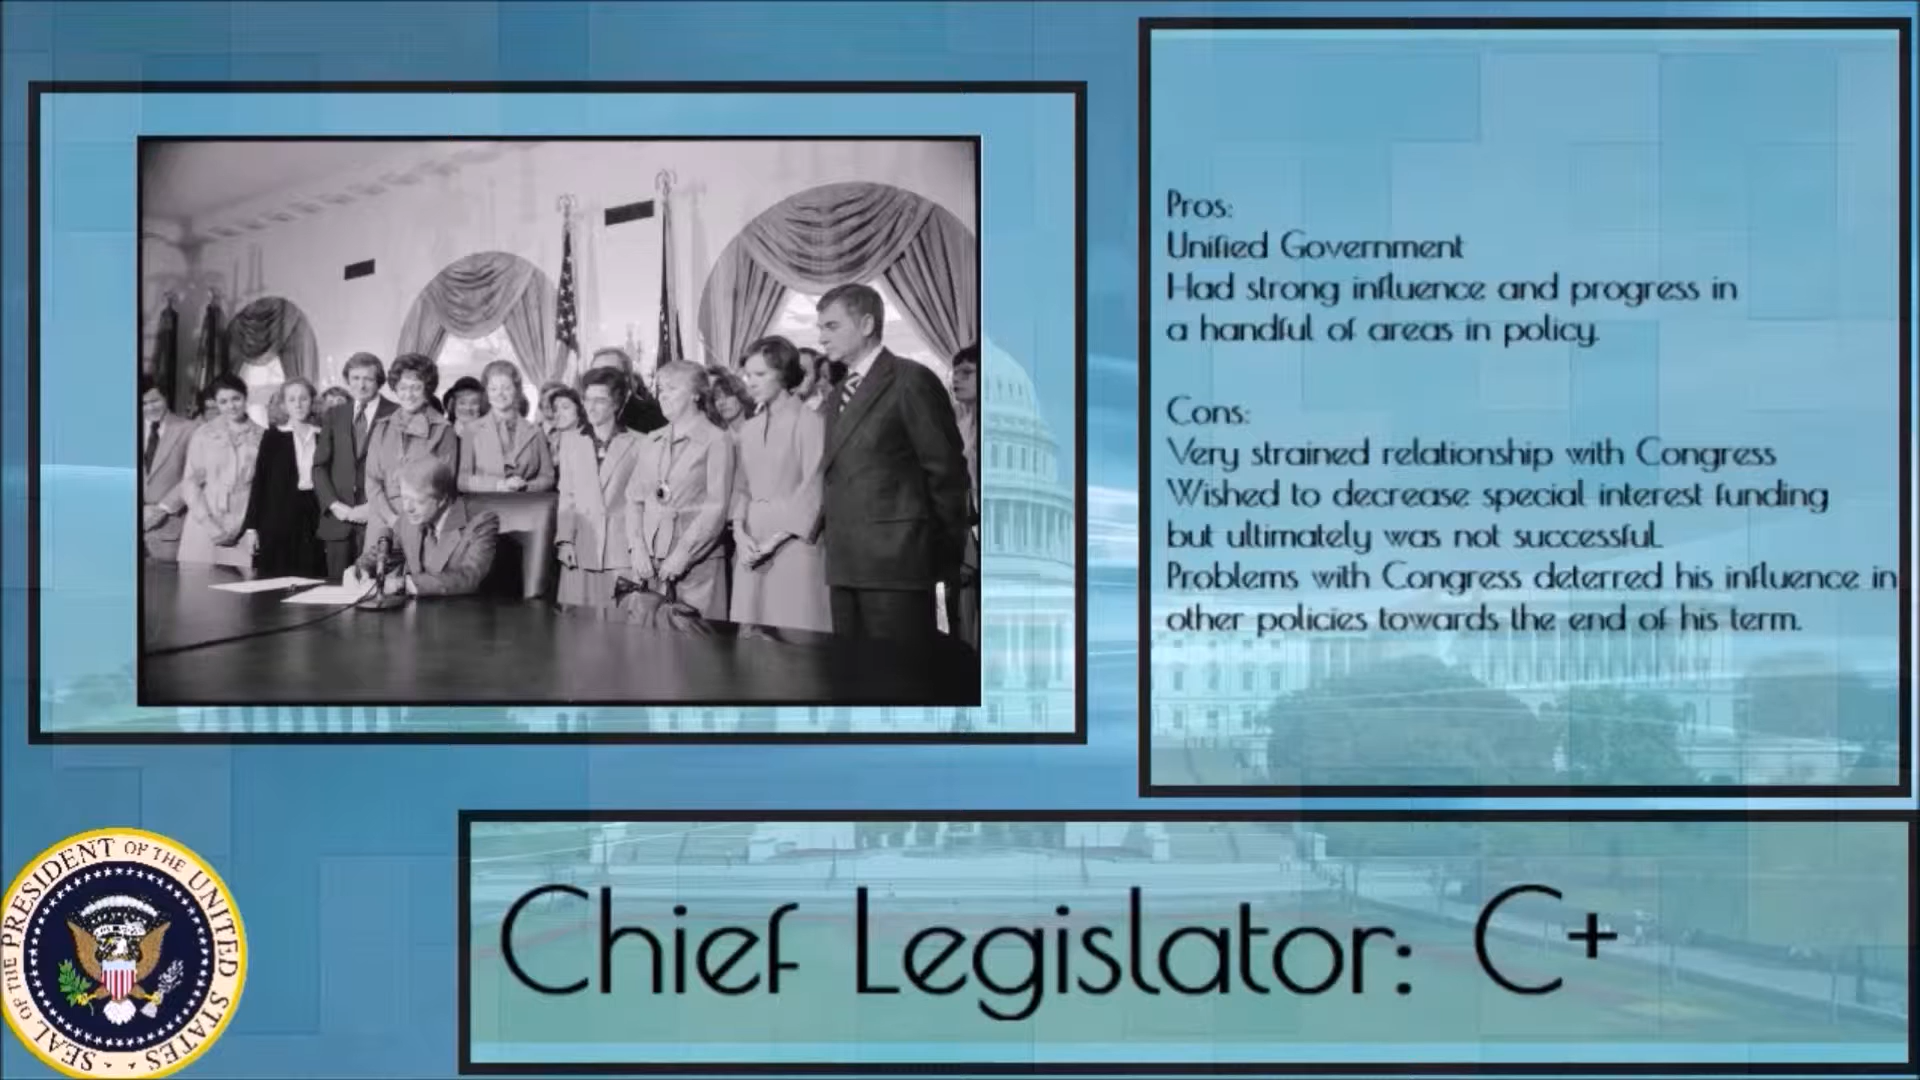 Pros:
Unified Government
Had strong influence and progress in
a handful of areas in policy.
Cons:
Very strained relationship with Congress
Wished to decrease special interest funding
but ultimately was not successful.
Problems with Congress deterred his influence in
other policies towards the end of his term.
Chief Legislator: C+
SEAL OF THE PRESIDENT OF THE UNITED STATES